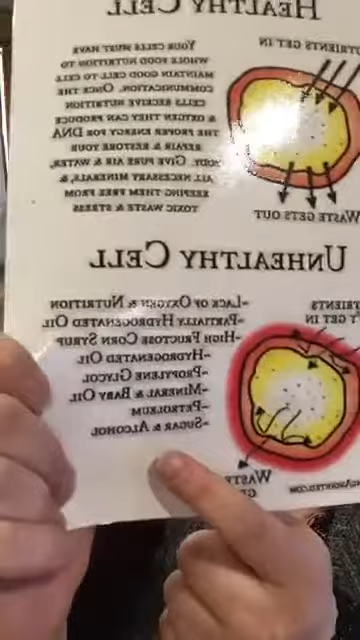 HEALTHY CELL
UTRIENTS GET IN
YOUR CELLS MUST HAVE
WHOLE FOOD NUTRITION TO
MAINTAIN GOOD CELL TO CELL
COMMUNICATION. ONCE THE
CELLS RECEIVE NUTRITION
& OXYGEN THEY CAN PRODUCE
THE PROPER ENERGY FOR DNA
REPAIR & RESTORE YOUR
BODY. GIVE PURE AIR & WATER,
ALL NECESSARY MINERALS, &
KEEPING THEM FREE FROM
TOXIC WASTE & STRESS
WASTE GETS OUT
UNHEALTHY CELL
TRIENTS
'T GET IN
-LACK OF OXYGEN & NUTRITION
-PARTIALLY HYDROGENATED OIL
-HIGH FRUCTOSE CORN SYRUP
-HYDROGENATED OIL
-PROPYLENE GLYCOL
-MINERAL & BABY OIL
-PETROLEUM
-SUGAR & ALCOHOL
WASTE